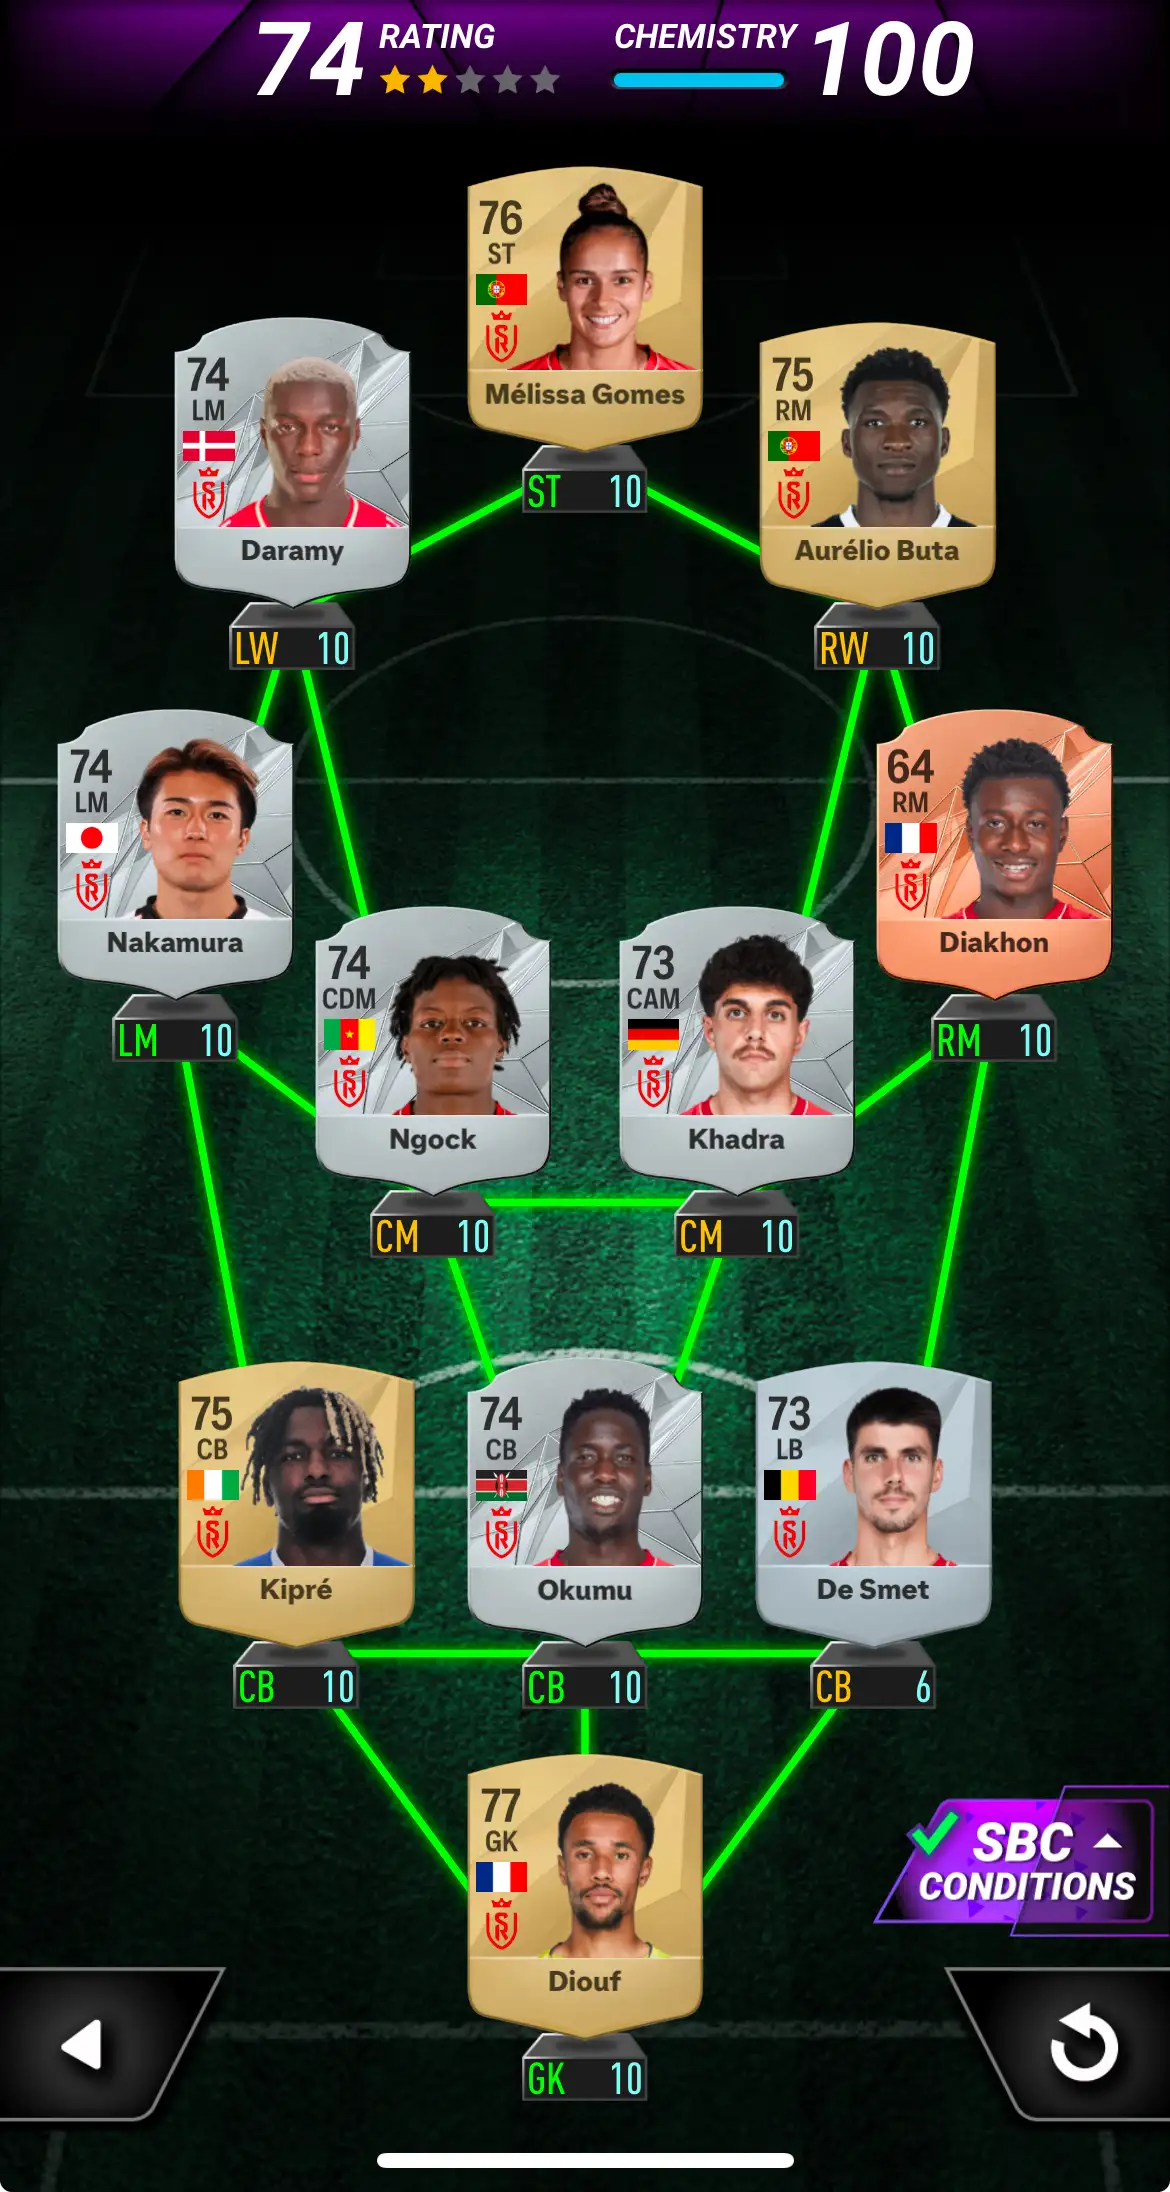 74 RATING CHEMISTRY 100
76
ST
Mélissa Gomes
ST 10
74
LM
Daramy
LW 10
75
RM
Aurélio Buta
RW 10
74
LM
Nakamura
LM 10
64
RM
Diakhon
RM 10
74
CDM
Ngock
CM 10
73
CAM
Khadra
CM 10
75
CB
Kipré
CB 10
74
CB
Okumu
CB 10
73
LB
De Smet
CB 6
77
GK
Diouf
GK 10
SBC
CONDITIONS